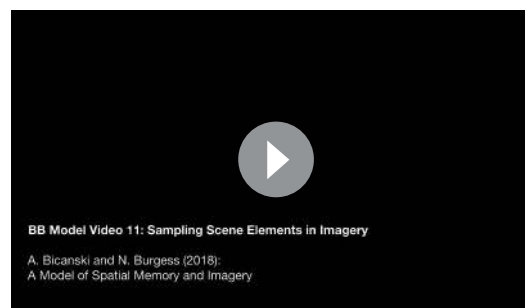 BB Model Video 11: Sampling Scene Elements in Imagery
A. Bicanski and N. Burgess (2018):
A Model of Spatial Memory and Imagery